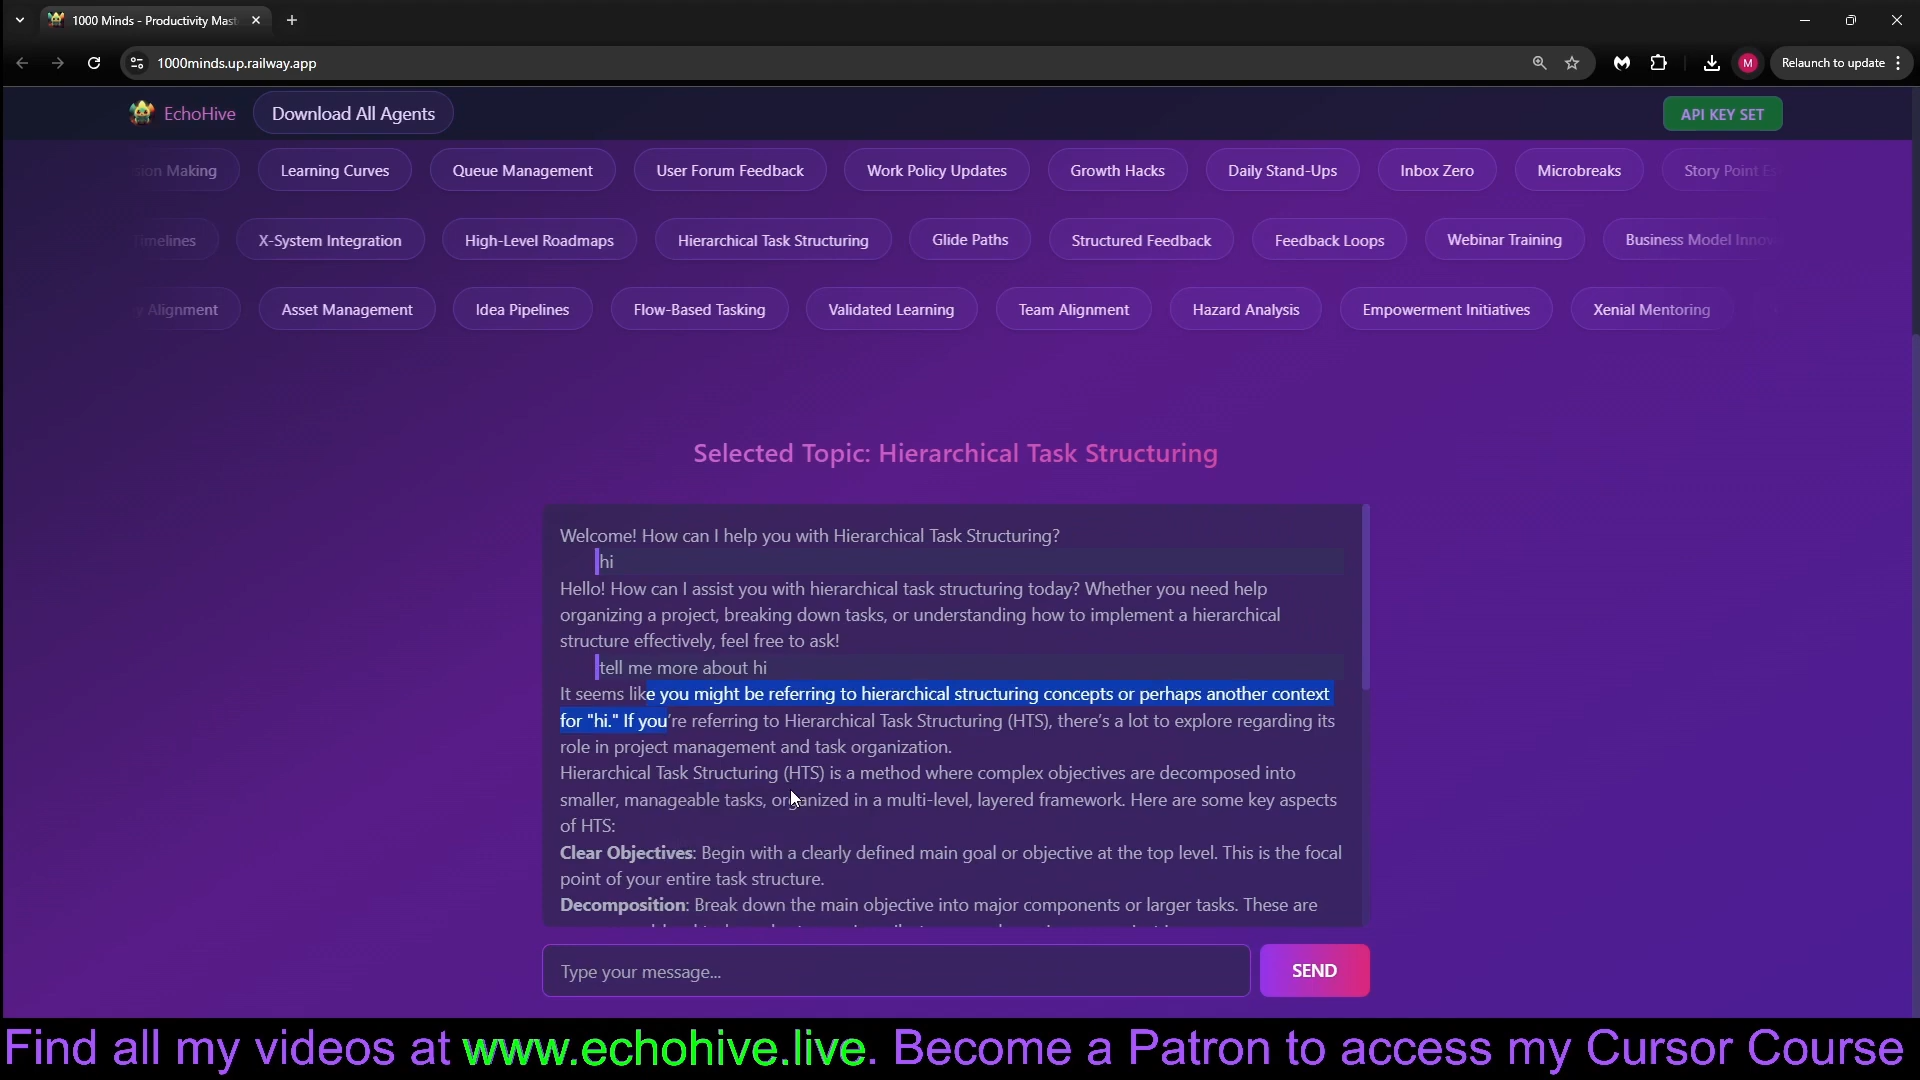 1000 Minds - Productivity Mast
1000minds.up.railway.app
M
Relaunch to update
EchoHive
Download All Agents
API KEY SET
sion Making
Learning Curves
Queue Management
User Forum Feedback
Work Policy Updates
Growth Hacks
Daily Stand-Ups
Inbox Zero
Microbreaks
Story Point Es
Timelines
X-System Integration
High-Level Roadmaps
Hierarchical Task Structuring
Glide Paths
Structured Feedback
Feedback Loops
Webinar Training
Business Model Innov
y Alignment
Asset Management
Idea Pipelines
Flow-Based Tasking
Validated Learning
Team Alignment
Hazard Analysis
Empowerment Initiatives
Xenial Mentoring
Selected Topic: Hierarchical Task Structuring
Welcome! How can I help you with Hierarchical Task Structuring?
hi
Hello! How can I assist you with hierarchical task structuring today? Whether you need help
organizing a project, breaking down tasks, or understanding how to implement a hierarchical
structure effectively, feel free to ask!
tell me more about hi
It seems like you might be referring to hierarchical structuring concepts or perhaps another context
for "hi." If you're referring to Hierarchical Task Structuring (HTS), there's a lot to explore regarding its
role in project management and task organization.
Hierarchical Task Structuring (HTS) is a method where complex objectives are decomposed into
smaller, manageable tasks, organized in a multi-level, layered framework. Here are some key aspects
of HTS:
Clear Objectives: Begin with a clearly defined main goal or objective at the top level. This is the focal
point of your entire task structure.
Decomposition: Break down the main objective into major components or larger tasks. These are
Type your message...
SEND
Find all my videos at www.echohive.live. Become a Patron to access my Cursor Course